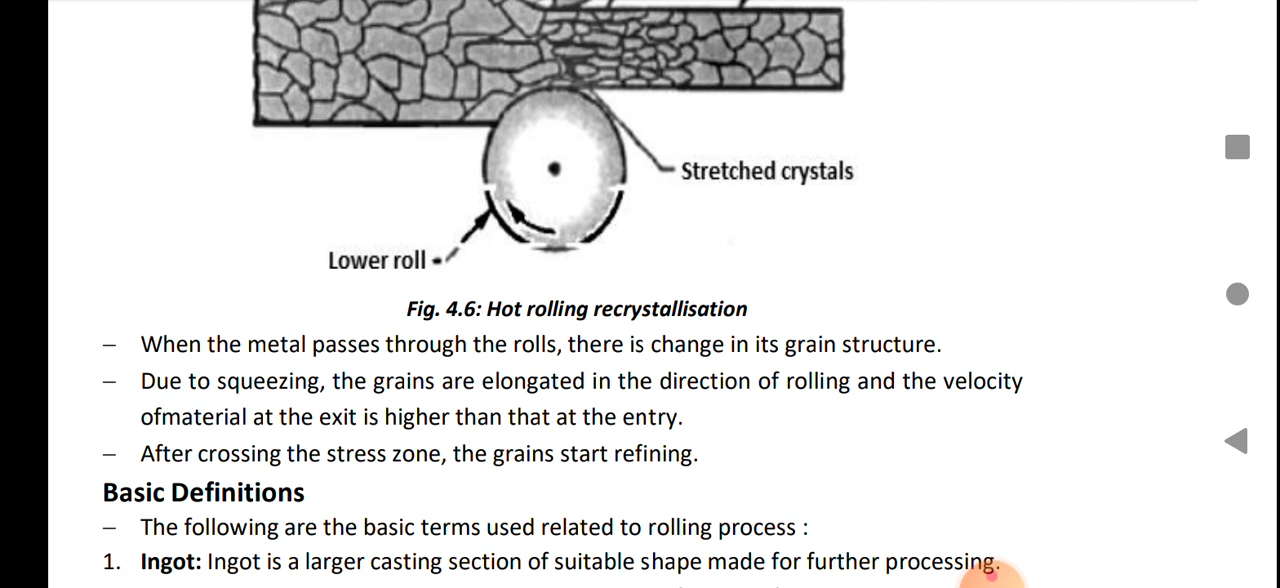 Stretched crystals
Lower roll
Fig. 4.6: Hot rolling recrystallisation
– When the metal passes through the rolls, there is change in its grain structure.
– Due to squeezing, the grains are elongated in the direction of rolling and the velocity
ofmaterial at the exit is higher than that at the entry.
– After crossing the stress zone, the grains start refining.
Basic Definitions
– The following are the basic terms used related to rolling process :
1. Ingot: Ingot is a larger casting section of suitable shape made for further processing.